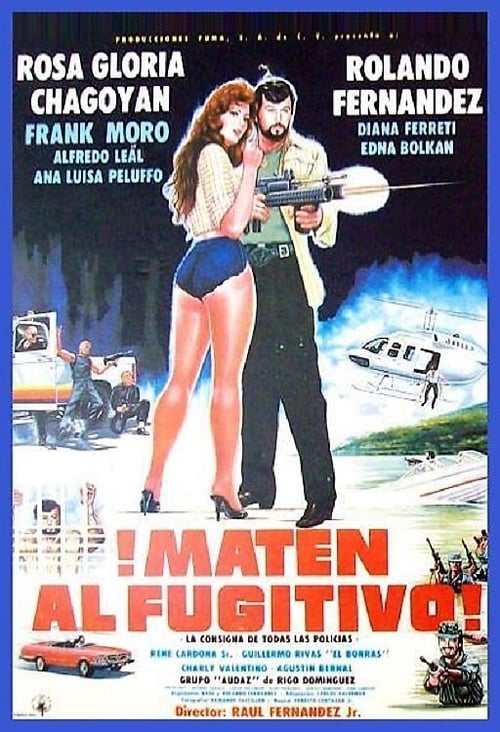 PRODUCCIONES FUMA, S. A. de C. V. presenta a:
ROSA GLORIA
CHAGOYAN
FRANK MORO
ALFREDO LEÁL
ANA LUISA PELUFFO
ROLANDO
FERNANDEZ
DIANA FERRETI
EDNA BOLKAN
!MATEN
AL FUGITIVO!
- LA CONSIGNA DE TODAS LAS POLICIAS -
RENE CARDONA Sr. GUILLERMO RIVAS "EL BORRAS"
CHARLY VALENTINO - AGUSTIN BERNAL
GRUPO "AUDAZ" de RIGO DOMINGUEZ
Director: RAUL FERNANDEZ Jr.